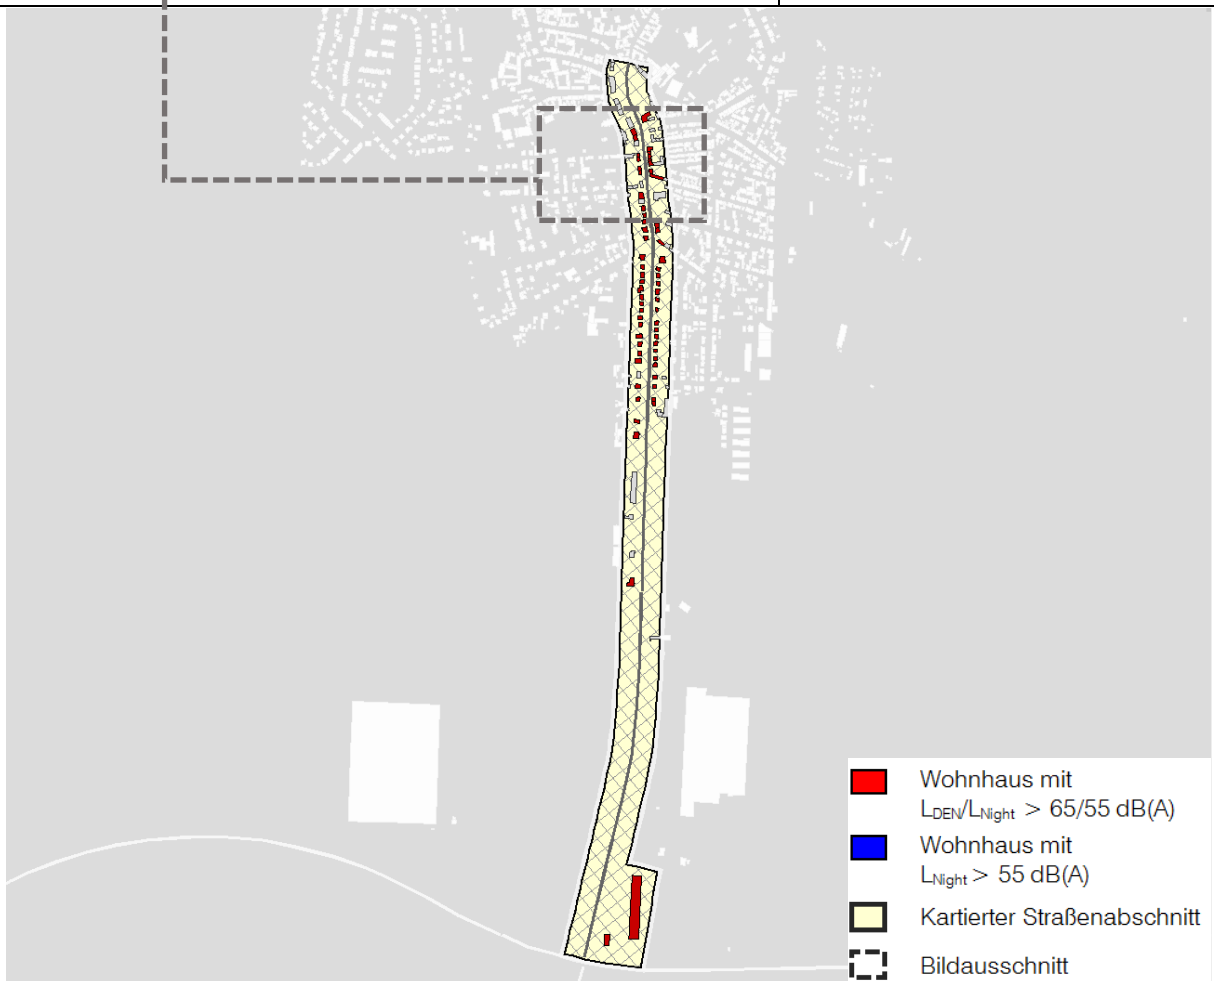 Wohnhaus mit
LDEN/LNight > 65/55 dB(A)
Wohnhaus mit
LNight > 55 dB(A)
Kartierter Straßenabschnitt
Bildausschnitt